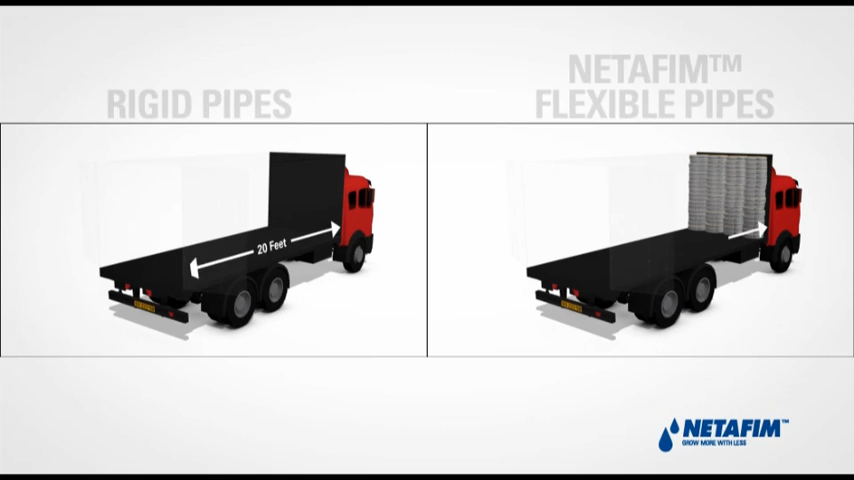 RIGID PIPES
NETAFIM™
FLEXIBLE PIPES
20 Feet
NETAFIM™
GROW MORE WITH LESS